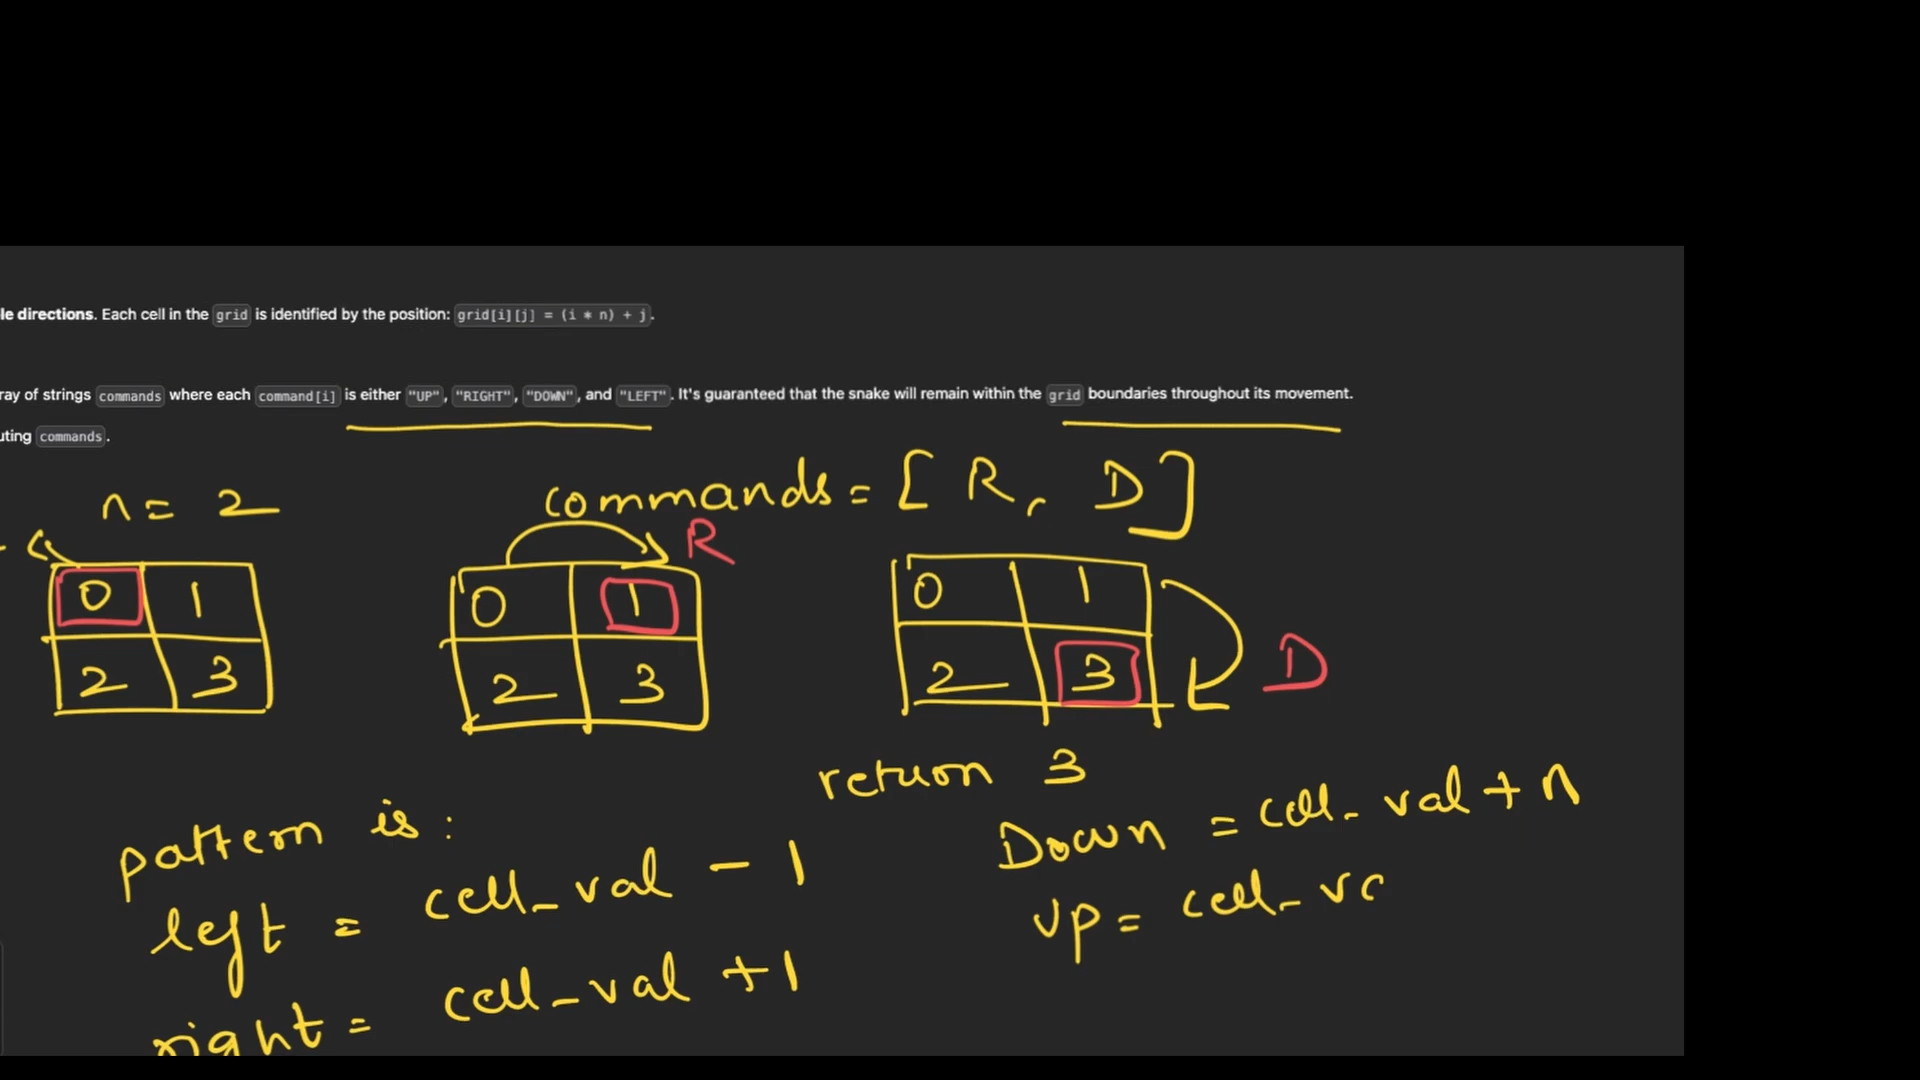 le directions. Each cell in the grid is identified by the position: grid[i][j] = (i * n) + j.
ray of strings commands where each command[i] is either "UP", "RIGHT", "DOWN", and "LEFT". It's guaranteed that the snake will remain within the grid boundaries throughout its movement.
uting commands.
n = 2
commands = [R, D]
R
0 1
2 3
0 1
2 3
0 1
2 3
D
return 3
pattern is:
left = cell_val - 1
right = cell_val + 1
Down = cell_val + n
Up = cell_va